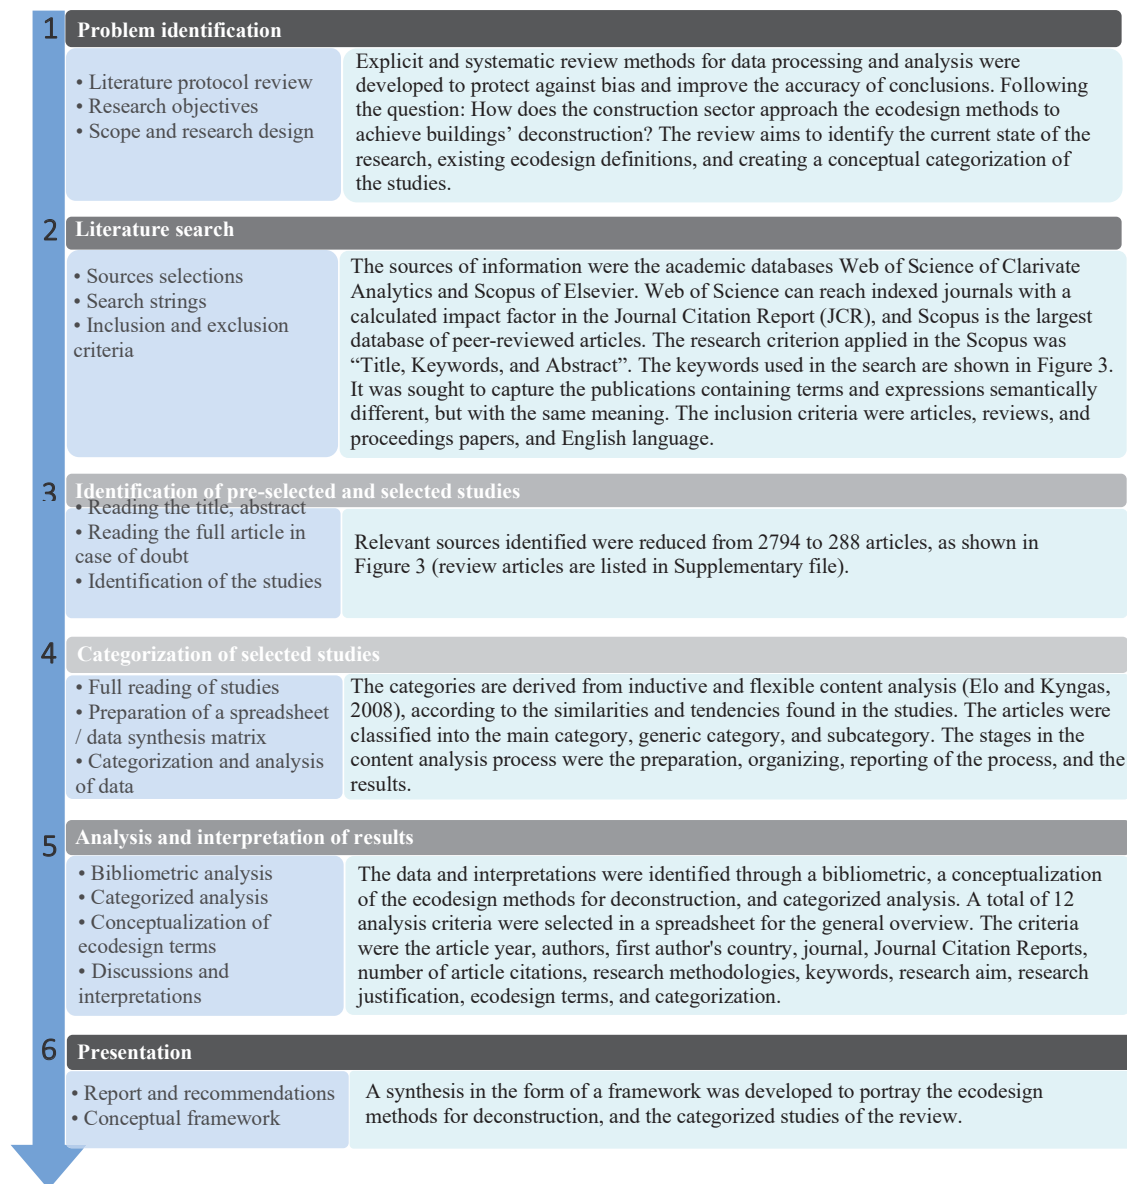 1
Problem identification
• Literature protocol review
• Research objectives
• Scope and research design
Explicit and systematic review methods for data processing and analysis were
developed to protect against bias and improve the accuracy of conclusions. Following
the question: How does the construction sector approach the ecodesign methods to
achieve buildings’ deconstruction? The review aims to identify the current state of the
research, existing ecodesign definitions, and creating a conceptual categorization of
the studies.
2
Literature search
• Sources selections
• Search strings
• Inclusion and exclusion
criteria
The sources of information were the academic databases Web of Science of Clarivate
Analytics and Scopus of Elsevier. Web of Science can reach indexed journals with a
calculated impact factor in the Journal Citation Report (JCR), and Scopus is the largest
database of peer-reviewed articles. The research criterion applied in the Scopus was
“Title, Keywords, and Abstract”. The keywords used in the search are shown in Figure 3.
It was sought to capture the publications containing terms and expressions semantically
different, but with the same meaning. The inclusion criteria were articles, reviews, and
proceedings papers, and English language.
3
Identification of pre-selected and selected studies
• Reading the title, abstract
• Reading the full article in
case of doubt
• Identification of the studies
Relevant sources identified were reduced from 2794 to 288 articles, as shown in
Figure 3 (review articles are listed in Supplementary file).
4
Categorization of selected studies
• Full reading of studies
• Preparation of a spreadsheet
/ data synthesis matrix
• Categorization and analysis
of data
The categories are derived from inductive and flexible content analysis (Elo and Kyngas,
2008), according to the similarities and tendencies found in the studies. The articles were
classified into the main category, generic category, and subcategory. The stages in the
content analysis process were the preparation, organizing, reporting of the process, and the
results.
5
Analysis and interpretation of results
• Bibliometric analysis
• Categorized analysis
• Conceptualization of
ecodesign terms
• Discussions and
interpretations
The data and interpretations were identified through a bibliometric, a conceptualization
of the ecodesign methods for deconstruction, and categorized analysis. A total of 12
analysis criteria were selected in a spreadsheet for the general overview. The criteria
were the article year, authors, first author's country, journal, Journal Citation Reports,
number of article citations, research methodologies, keywords, research aim, research
justification, ecodesign terms, and categorization.
6
Presentation
• Report and recommendations
• Conceptual framework
A synthesis in the form of a framework was developed to portray the ecodesign
methods for deconstruction, and the categorized studies of the review.